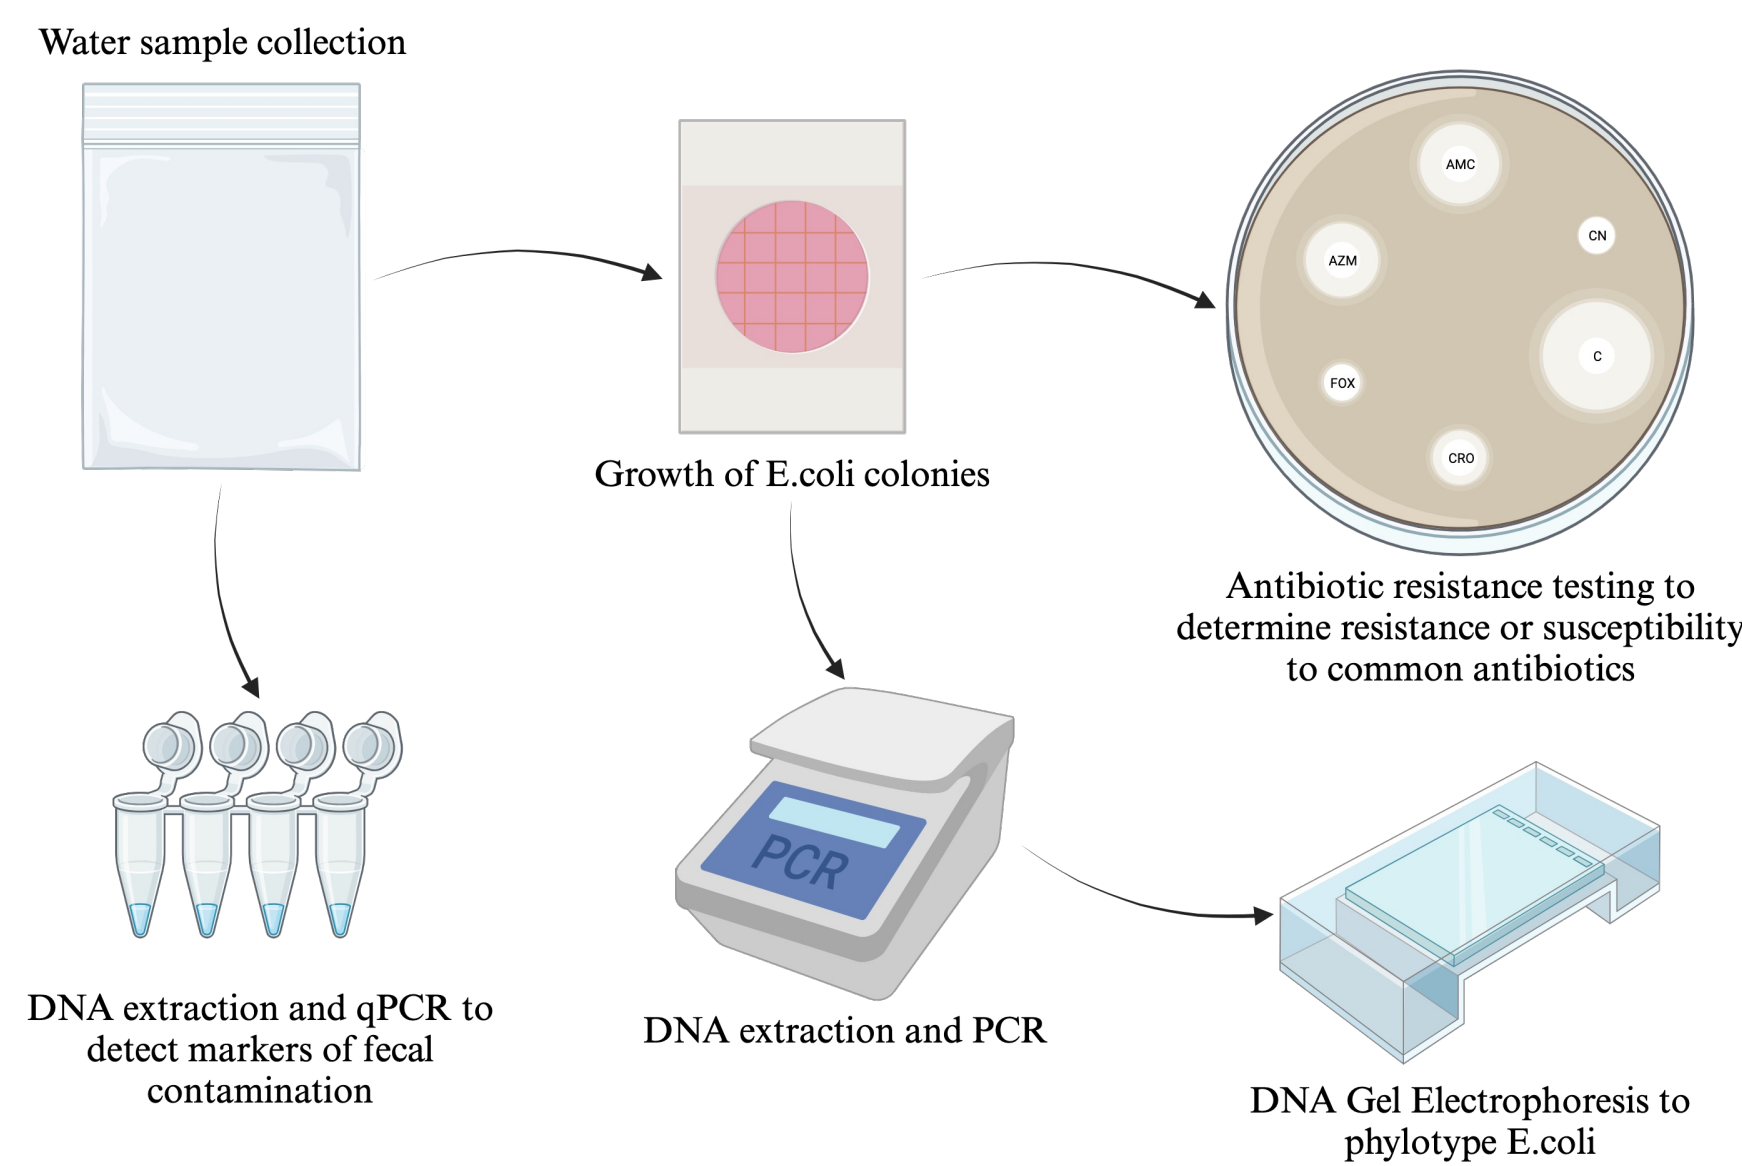 Water sample collection
AMC
CN
AZM
C
FOX
CRO
Growth of E.coli colonies
Antibiotic resistance testing to
determine resistance or susceptibility
to common antibiotics
PCR
DNA extraction and qPCR to
detect markers of fecal
contamination
DNA extraction and PCR
DNA Gel Electrophoresis to
phylotype E.coli